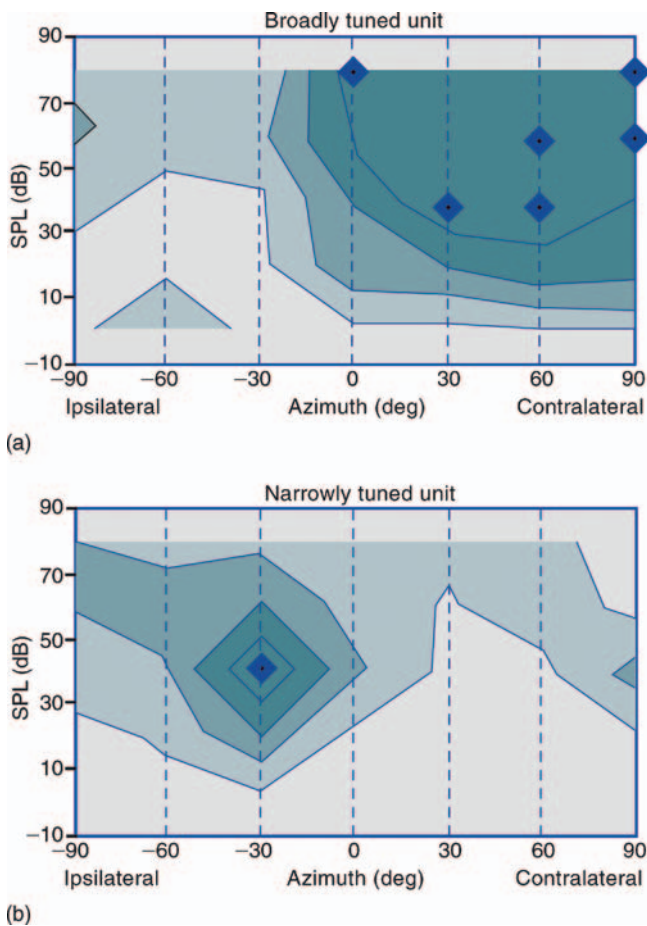 Broadly tuned unit
90
70
50
30
10
−10
SPL (dB)
−90 −60 −30 0 30 60 90
Ipsilateral Azimuth (deg) Contralateral
(a)
Narrowly tuned unit
90
70
50
30
10
−10
SPL (dB)
−90 −60 −30 0 30 60 90
Ipsilateral Azimuth (deg) Contralateral
(b)